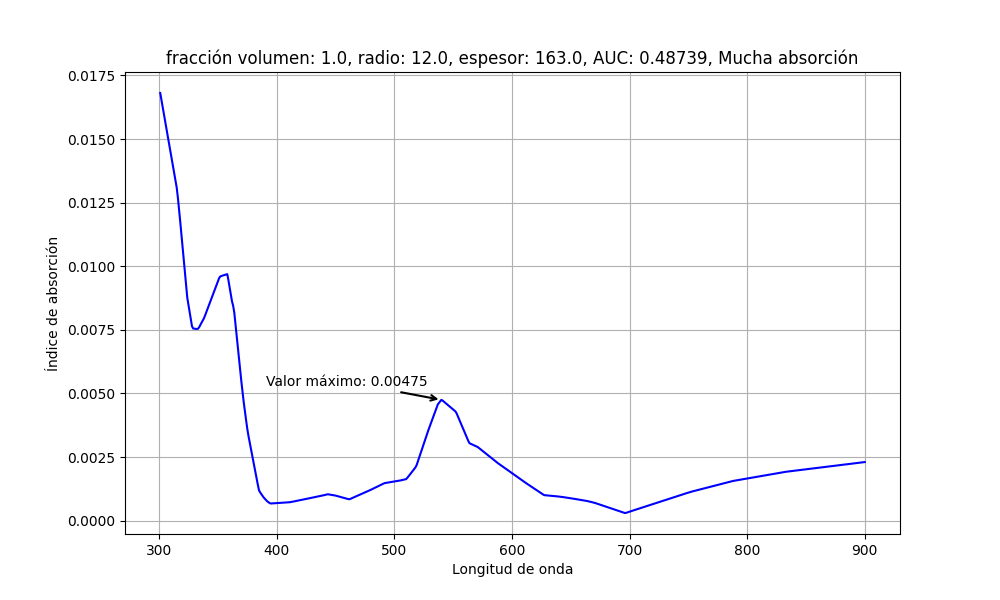 fracción volumen: 1.0, radio: 12.0, espesor: 163.0, AUC: 0.48739, Mucha absorción
0.0175
0.0150
0.0125
0.0100
0.0075
0.0050
0.0025
0.0000
Índice de absorción
Valor máximo: 0.00475
300 400 500 600 700 800 900
Longitud de onda